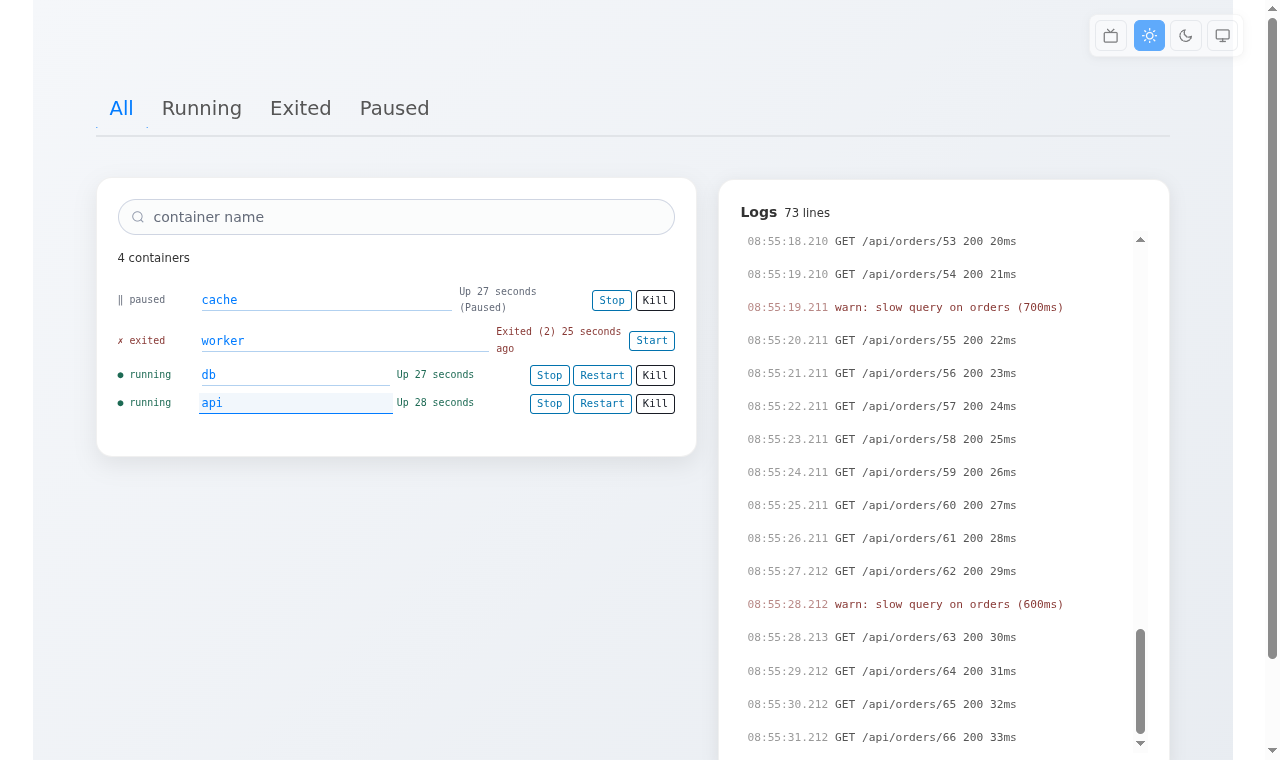 All Running Exited Paused
container name
4 containers
‖ paused cache Up 27 seconds (Paused) Stop Kill
✗ exited worker Exited (2) 25 seconds ago Start
● running db Up 27 seconds Stop Restart Kill
● running api Up 28 seconds Stop Restart Kill
Logs 73 lines
08:55:18.210 GET /api/orders/53 200 20ms
08:55:19.210 GET /api/orders/54 200 21ms
08:55:19.211 warn: slow query on orders (700ms)
08:55:20.211 GET /api/orders/55 200 22ms
08:55:21.211 GET /api/orders/56 200 23ms
08:55:22.211 GET /api/orders/57 200 24ms
08:55:23.211 GET /api/orders/58 200 25ms
08:55:24.211 GET /api/orders/59 200 26ms
08:55:25.211 GET /api/orders/60 200 27ms
08:55:26.211 GET /api/orders/61 200 28ms
08:55:27.212 GET /api/orders/62 200 29ms
08:55:28.212 warn: slow query on orders (600ms)
08:55:28.213 GET /api/orders/63 200 30ms
08:55:29.212 GET /api/orders/64 200 31ms
08:55:30.212 GET /api/orders/65 200 32ms
08:55:31.212 GET /api/orders/66 200 33ms